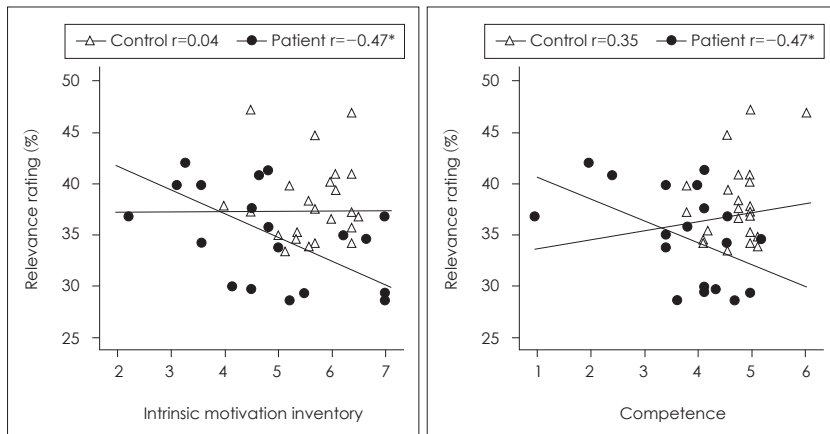 Control r=0.04 Patient r=−0.47*
50
45
40
35
30
25
Relevance rating (%)
2 3 4 5 6 7
Intrinsic motivation inventory
Control r=0.35 Patient r=−0.47*
50
45
40
35
30
25
Relevance rating (%)
1 2 3 4 5 6
Competence